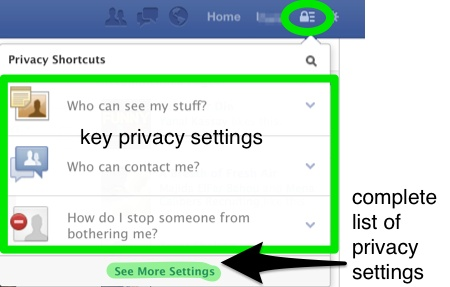 Home
Privacy Shortcuts
Who can see my stuff?
key privacy settings
Who can contact me?
How do I stop someone from
bothering me?
See More Settings
complete
list of
privacy
settings